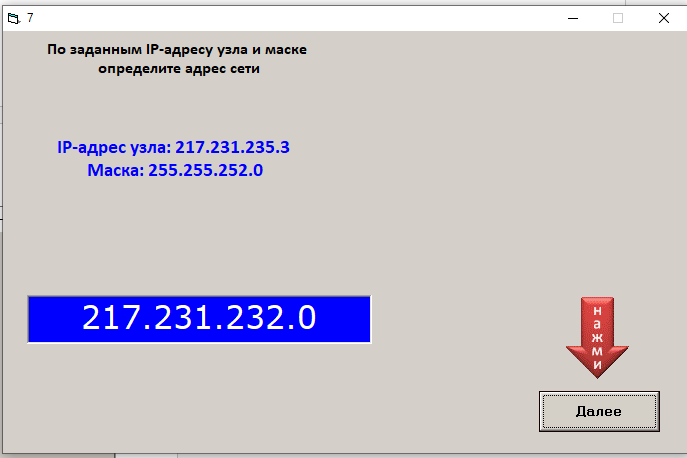 7
По заданным IP-адресу узла и маске
определите адрес сети
IP-адрес узла: 217.231.235.3
Маска: 255.255.252.0
217.231.232.0
нажми
Далее